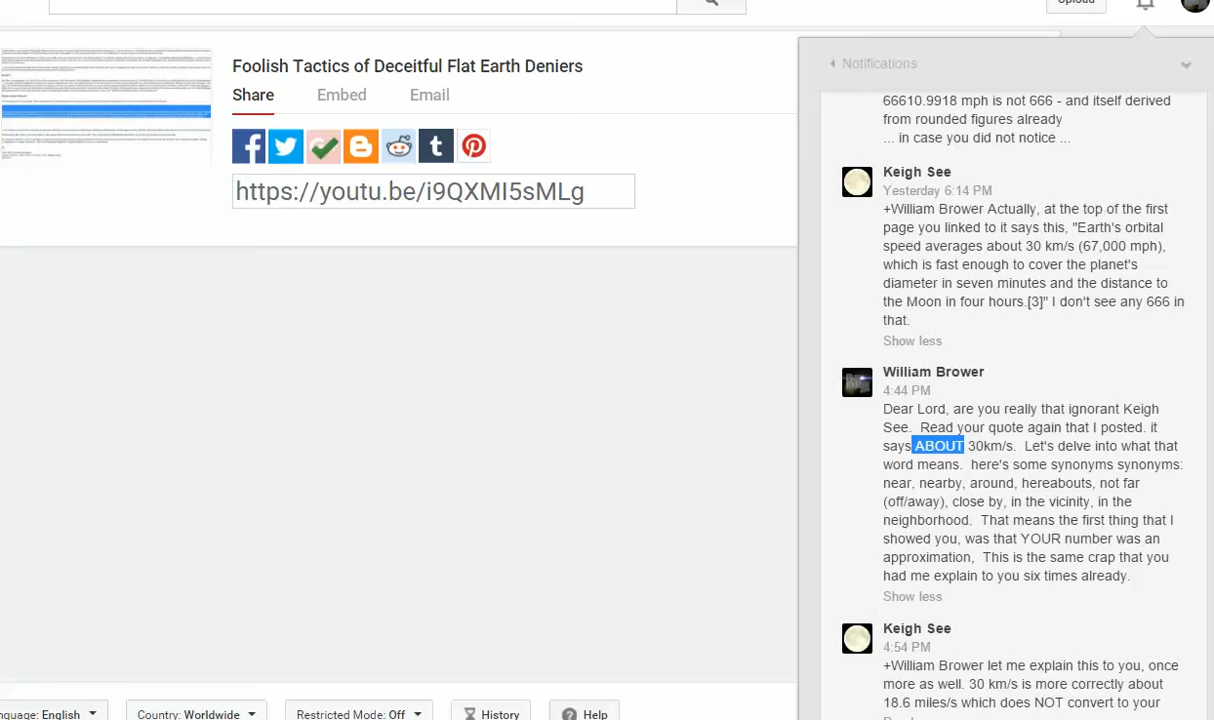 Upload
Foolish Tactics of Deceitful Flat Earth Deniers
Share Embed Email
https://youtu.be/i9QXMI5sMLg
Notifications
66610.9918 mph is not 666 - and itself derived
from rounded figures already
... in case you did not notice ...
Keigh See
Yesterday 6:14 PM
+William Brower Actually, at the top of the first
page you linked to it says this, "Earth's orbital
speed averages about 30 km/s (67,000 mph),
which is fast enough to cover the planet's
diameter in seven minutes and the distance to
the Moon in four hours.[3]" I don't see any 666 in
that.
Show less
William Brower
4:44 PM
Dear Lord, are you really that ignorant Keigh
See. Read your quote again that I posted. it
says ABOUT 30km/s. Let's delve into what that
word means. here's some synonyms synonyms:
near, nearby, around, hereabouts, not far
(off/away), close by, in the vicinity, in the
neighborhood. That means the first thing that I
showed you, was that YOUR number was an
approximation, This is the same crap that you
had me explain to you six times already.
Show less
Keigh See
4:54 PM
+William Brower let me explain this to you, once
more as well. 30 km/s is more correctly about
18.6 miles/s which does NOT convert to your
nguage: English Country: Worldwide Restricted Mode: Off History Help